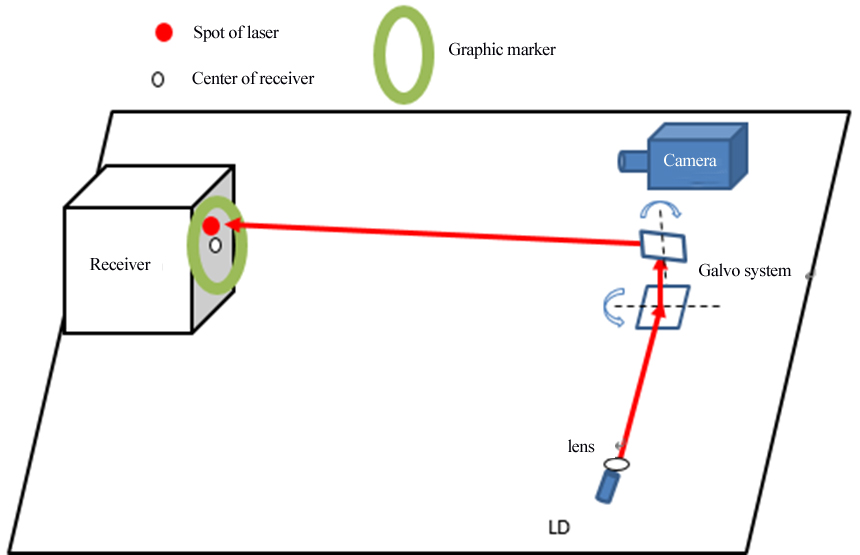 Spot of laser
Graphic marker
Center of receiver
Camera
Receiver
Galvo system
lens
LD